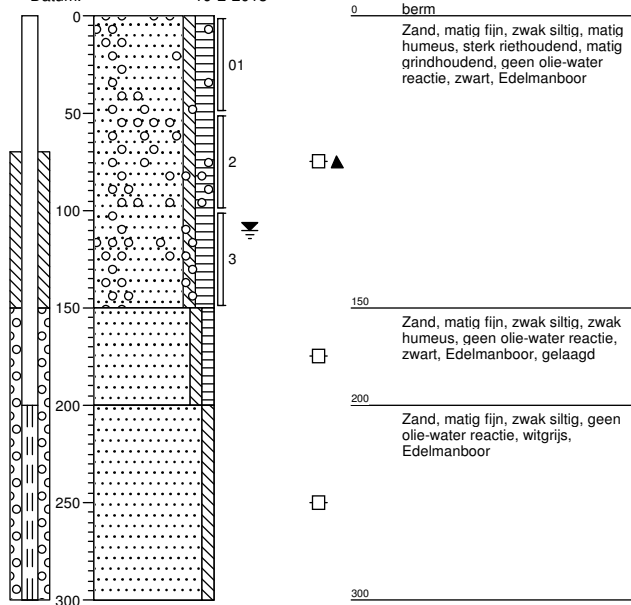 0
berm
Zand, matig fijn, zwak siltig, matig
humeus, sterk riethoudend, matig
grindhoudend, geen olie-water
reactie, zwart, Edelmanboor
150
Zand, matig fijn, zwak siltig, zwak
humeus, geen olie-water reactie,
zwart, Edelmanboor, gelaagd
200
Zand, matig fijn, zwak siltig, geen
olie-water reactie, witgrijs,
Edelmanboor
300
0
50
100
150
200
250
300
01
2
3